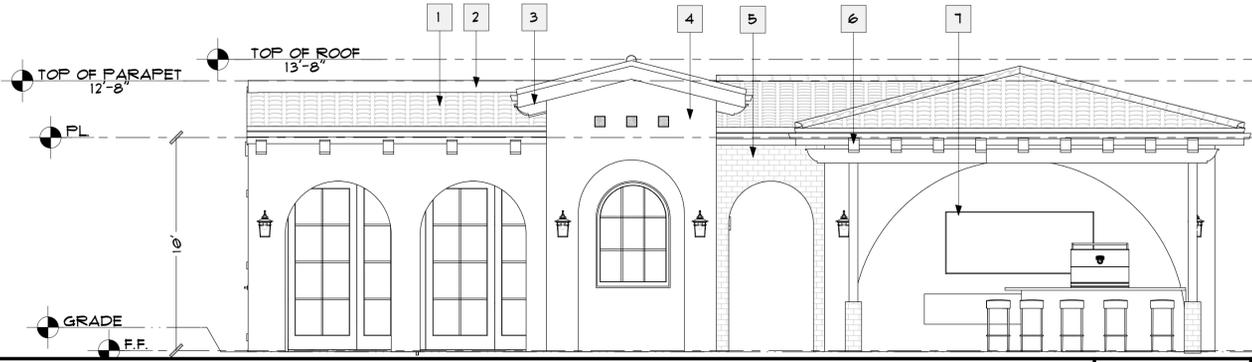 1 2 3 4 5 6 7
TOP OF ROOF
13'-8"
TOP OF PARAPET
12'-8"
PL
10'
GRADE
F.F.